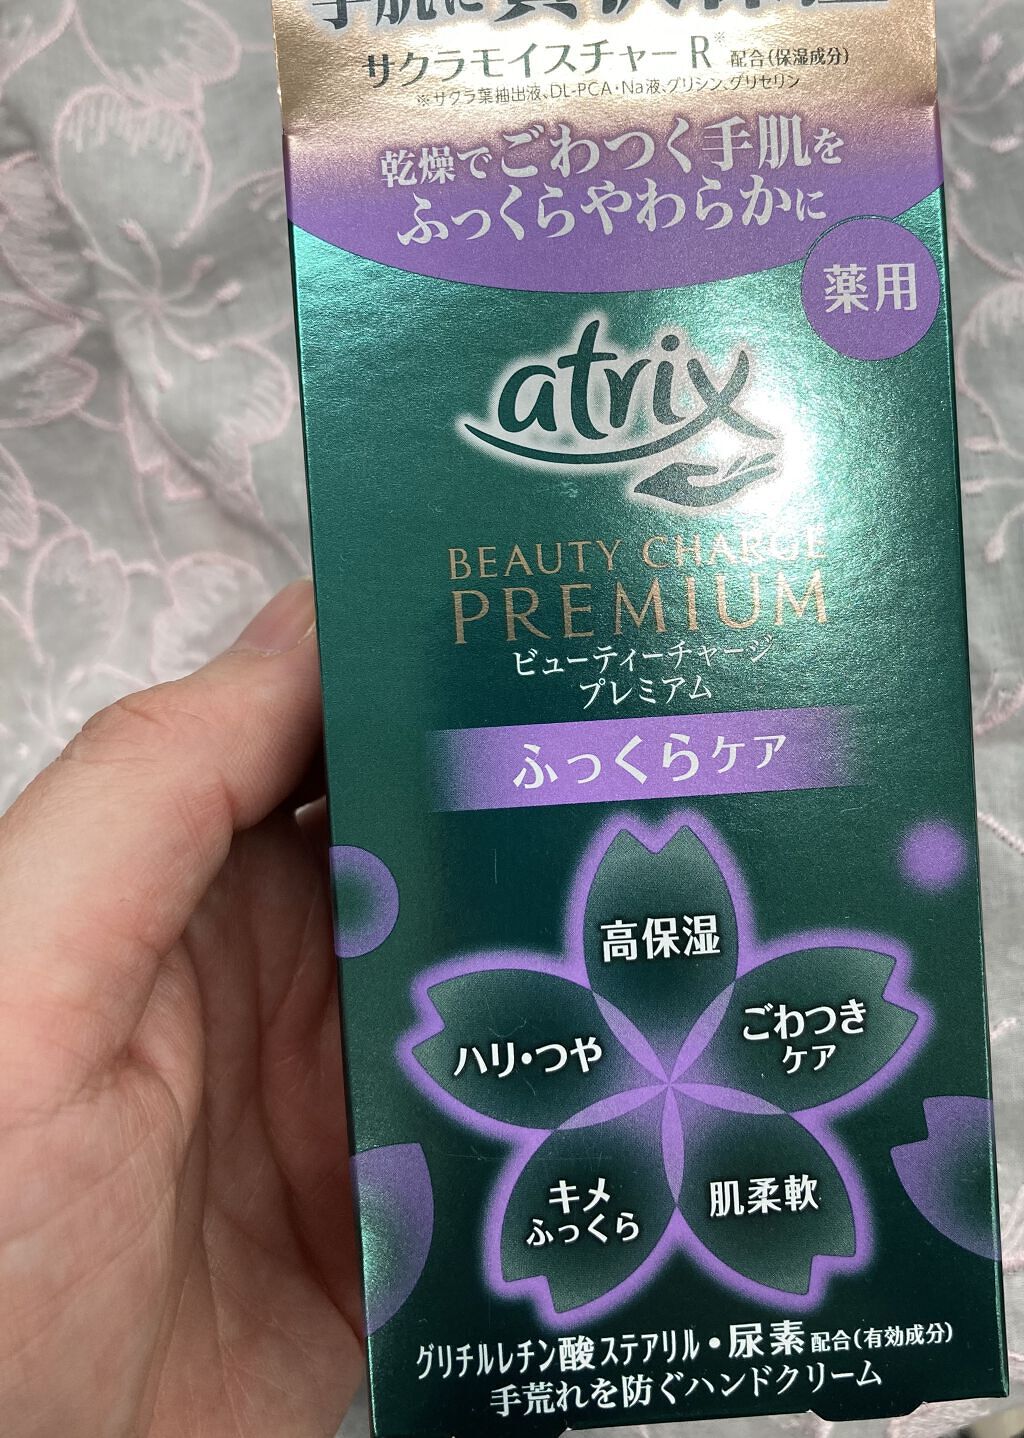 手肌に贅沢保湿
サクラモイスチャーR※ 配合(保湿成分)
※サクラ葉抽出液、DL-PCA・Na液、グリシン、グリセリン
乾燥でごわつく手肌を
ふっくらやわらかに
薬用
atrix
BEAUTY CHARGE
PREMIUM
ビューティーチャージ
プレミアム
ふっくらケア
高保湿
ハリ・つや
ごわつき
ケア
キメ
ふっくら
肌柔軟
グリチルレチン酸ステアリル・尿素配合(有効成分)
手荒れを防ぐハンドクリーム